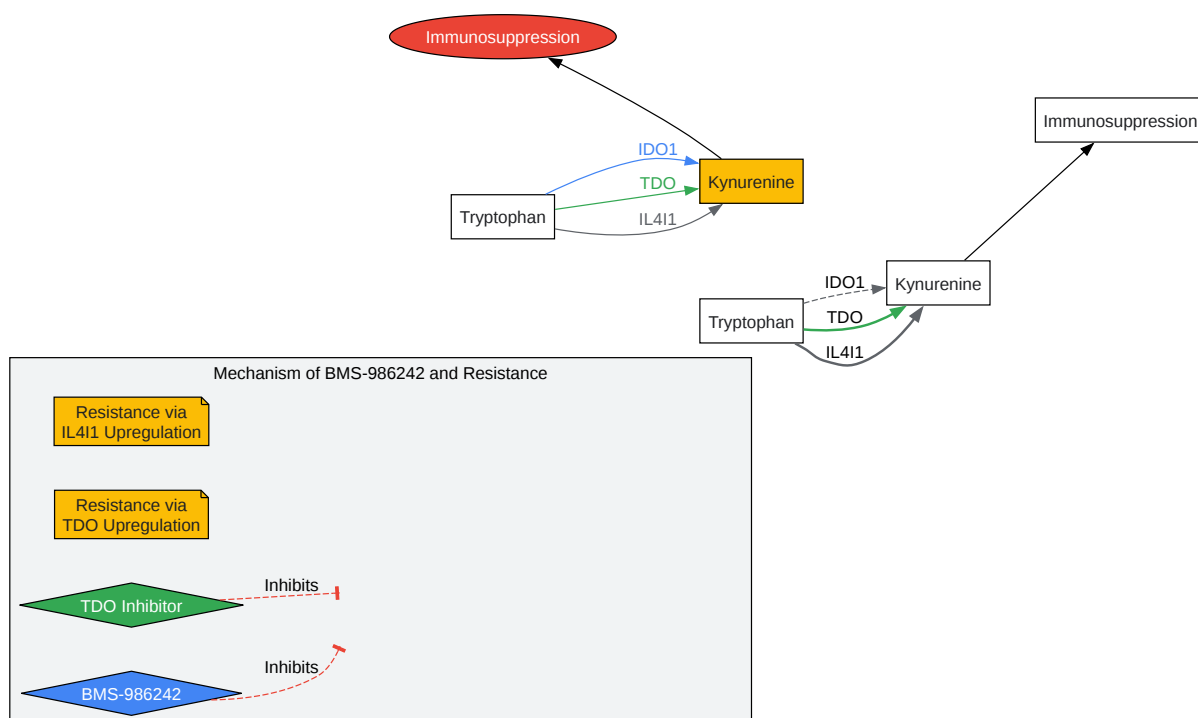 Immunosuppression
Immunosuppression
IDO1
Kynurenine
TDO
Tryptophan
IL4I1
Kynurenine
IDO1
Tryptophan
TDO
IL4I1
Mechanism of BMS-986242 and Resistance
Resistance via
IL4I1 Upregulation
Resistance via
TDO Upregulation
Inhibits
TDO Inhibitor
Inhibits
BMS-986242